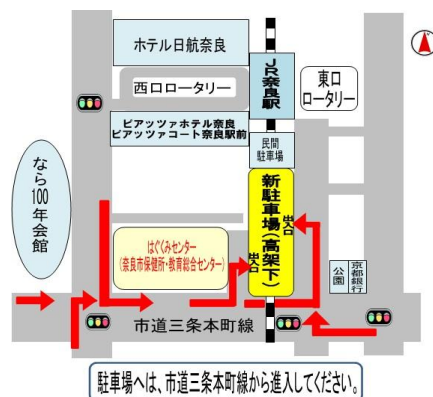 ホテル日航奈良
JR奈良駅
西口ロータリー
東口
ロータリー
ピアッツァホテル奈良
ピアッツァコート奈良駅前
民間
駐車場
なら100年会館
新駐車場(高架下)
出入口
出入口
はぐくみセンター
(奈良市保健所・教育総合センター)
公園
京都銀行
市道三条本町線
駐車場へは、市道三条本町線から進入してください。